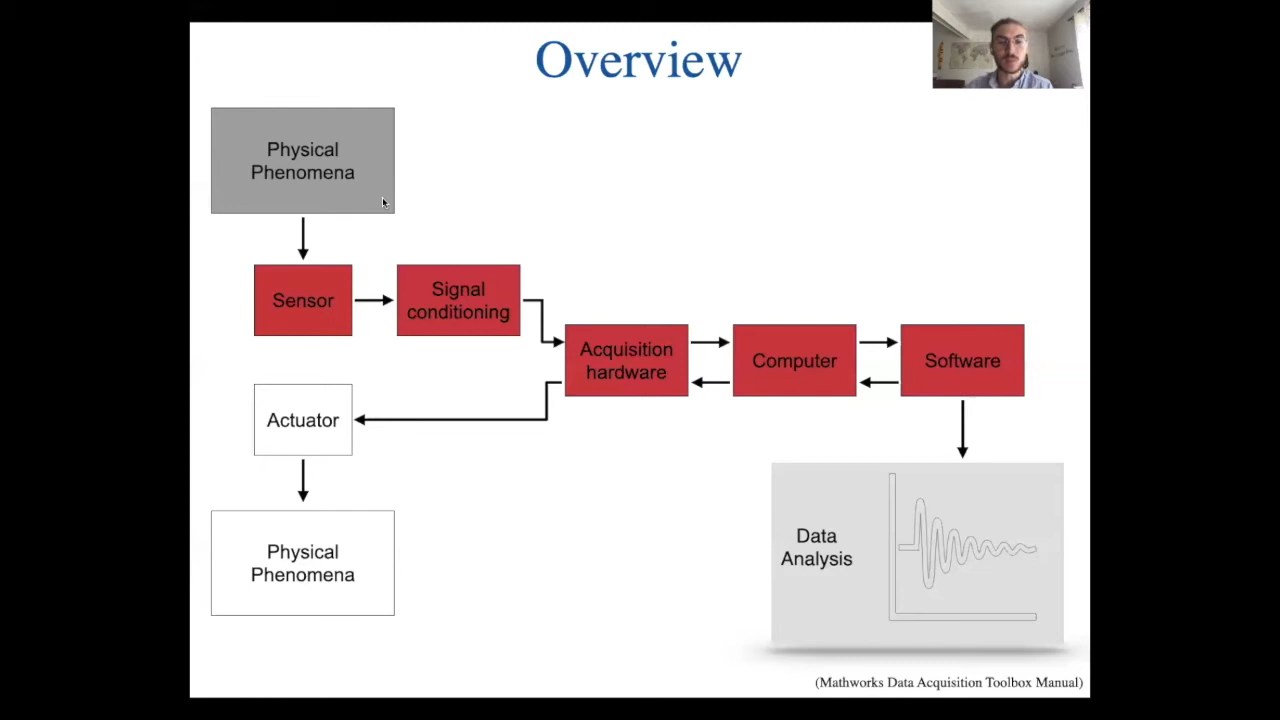 Overview
Physical
Phenomena
Sensor
Signal
conditioning
Acquisition
hardware
Computer
Software
Actuator
Physical
Phenomena
Data
Analysis
(Mathworks Data Acquisition Toolbox Manual)